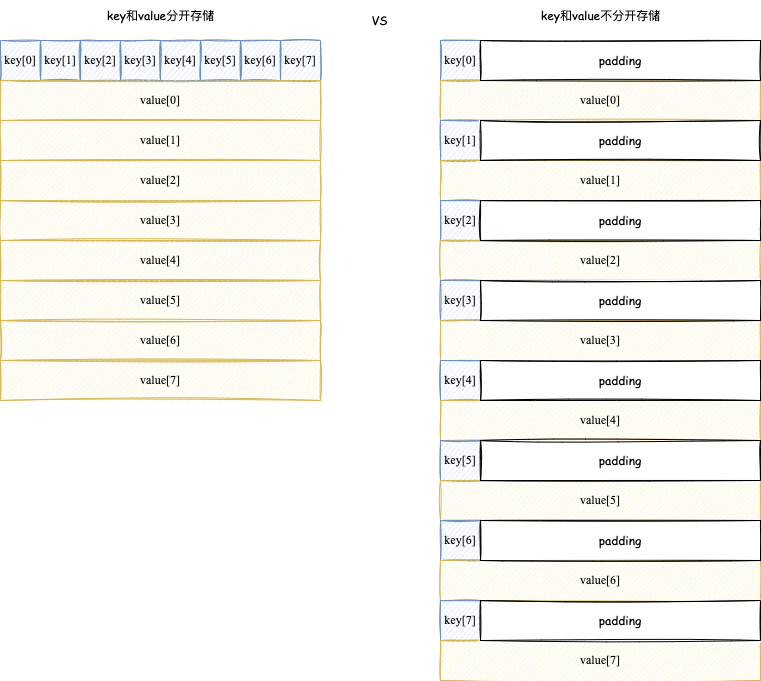 key和value分开存储
vs
key和value不分开存储
key[0] key[1] key[2] key[3] key[4] key[5] key[6] key[7]
value[0]
value[1]
value[2]
value[3]
value[4]
value[5]
value[6]
value[7]
key[0] padding
value[0]
key[1] padding
value[1]
key[2] padding
value[2]
key[3] padding
value[3]
key[4] padding
value[4]
key[5] padding
value[5]
key[6] padding
value[6]
key[7] padding
value[7]